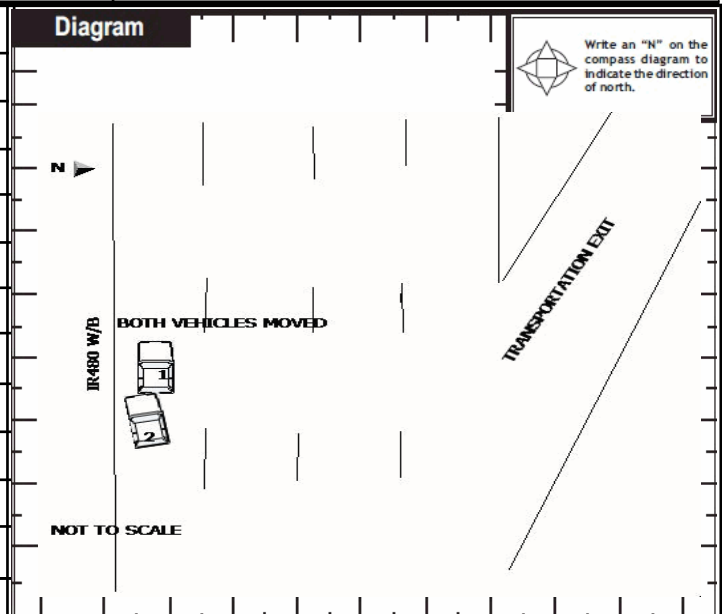 Diagram
Write an “N” on the
compass diagram to
indicate the direction
of north.
N
TRANSPORTATION EXIT
IR480 W/B
BOTH VEHICLES MOVED
1
2
NOT TO SCALE